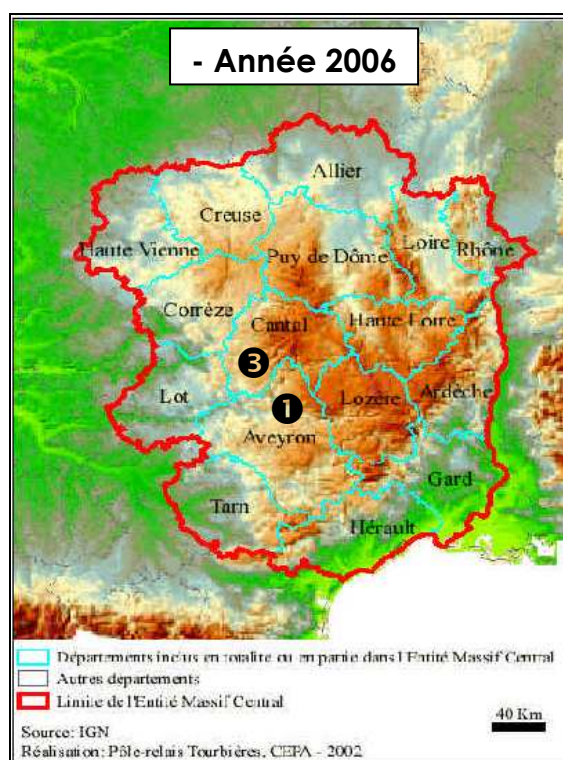 - Année 2006
Allier
Creuse
Haute Vienne
Puy de Dôme
Loire
Rhône
Corrèze
Cantal
Haute Loire
3
Lot
1
Lozère
Ardèche
Aveyron
Gard
Tarn
Hérault
Départements inclus en totalité ou en partie dans l'Entité Massif Central
Autres départements
Limite de l'Entité Massif Central
40 Km
Source: IGN
Réalisation: Pôle-relais Tourbières, CEPA - 2002